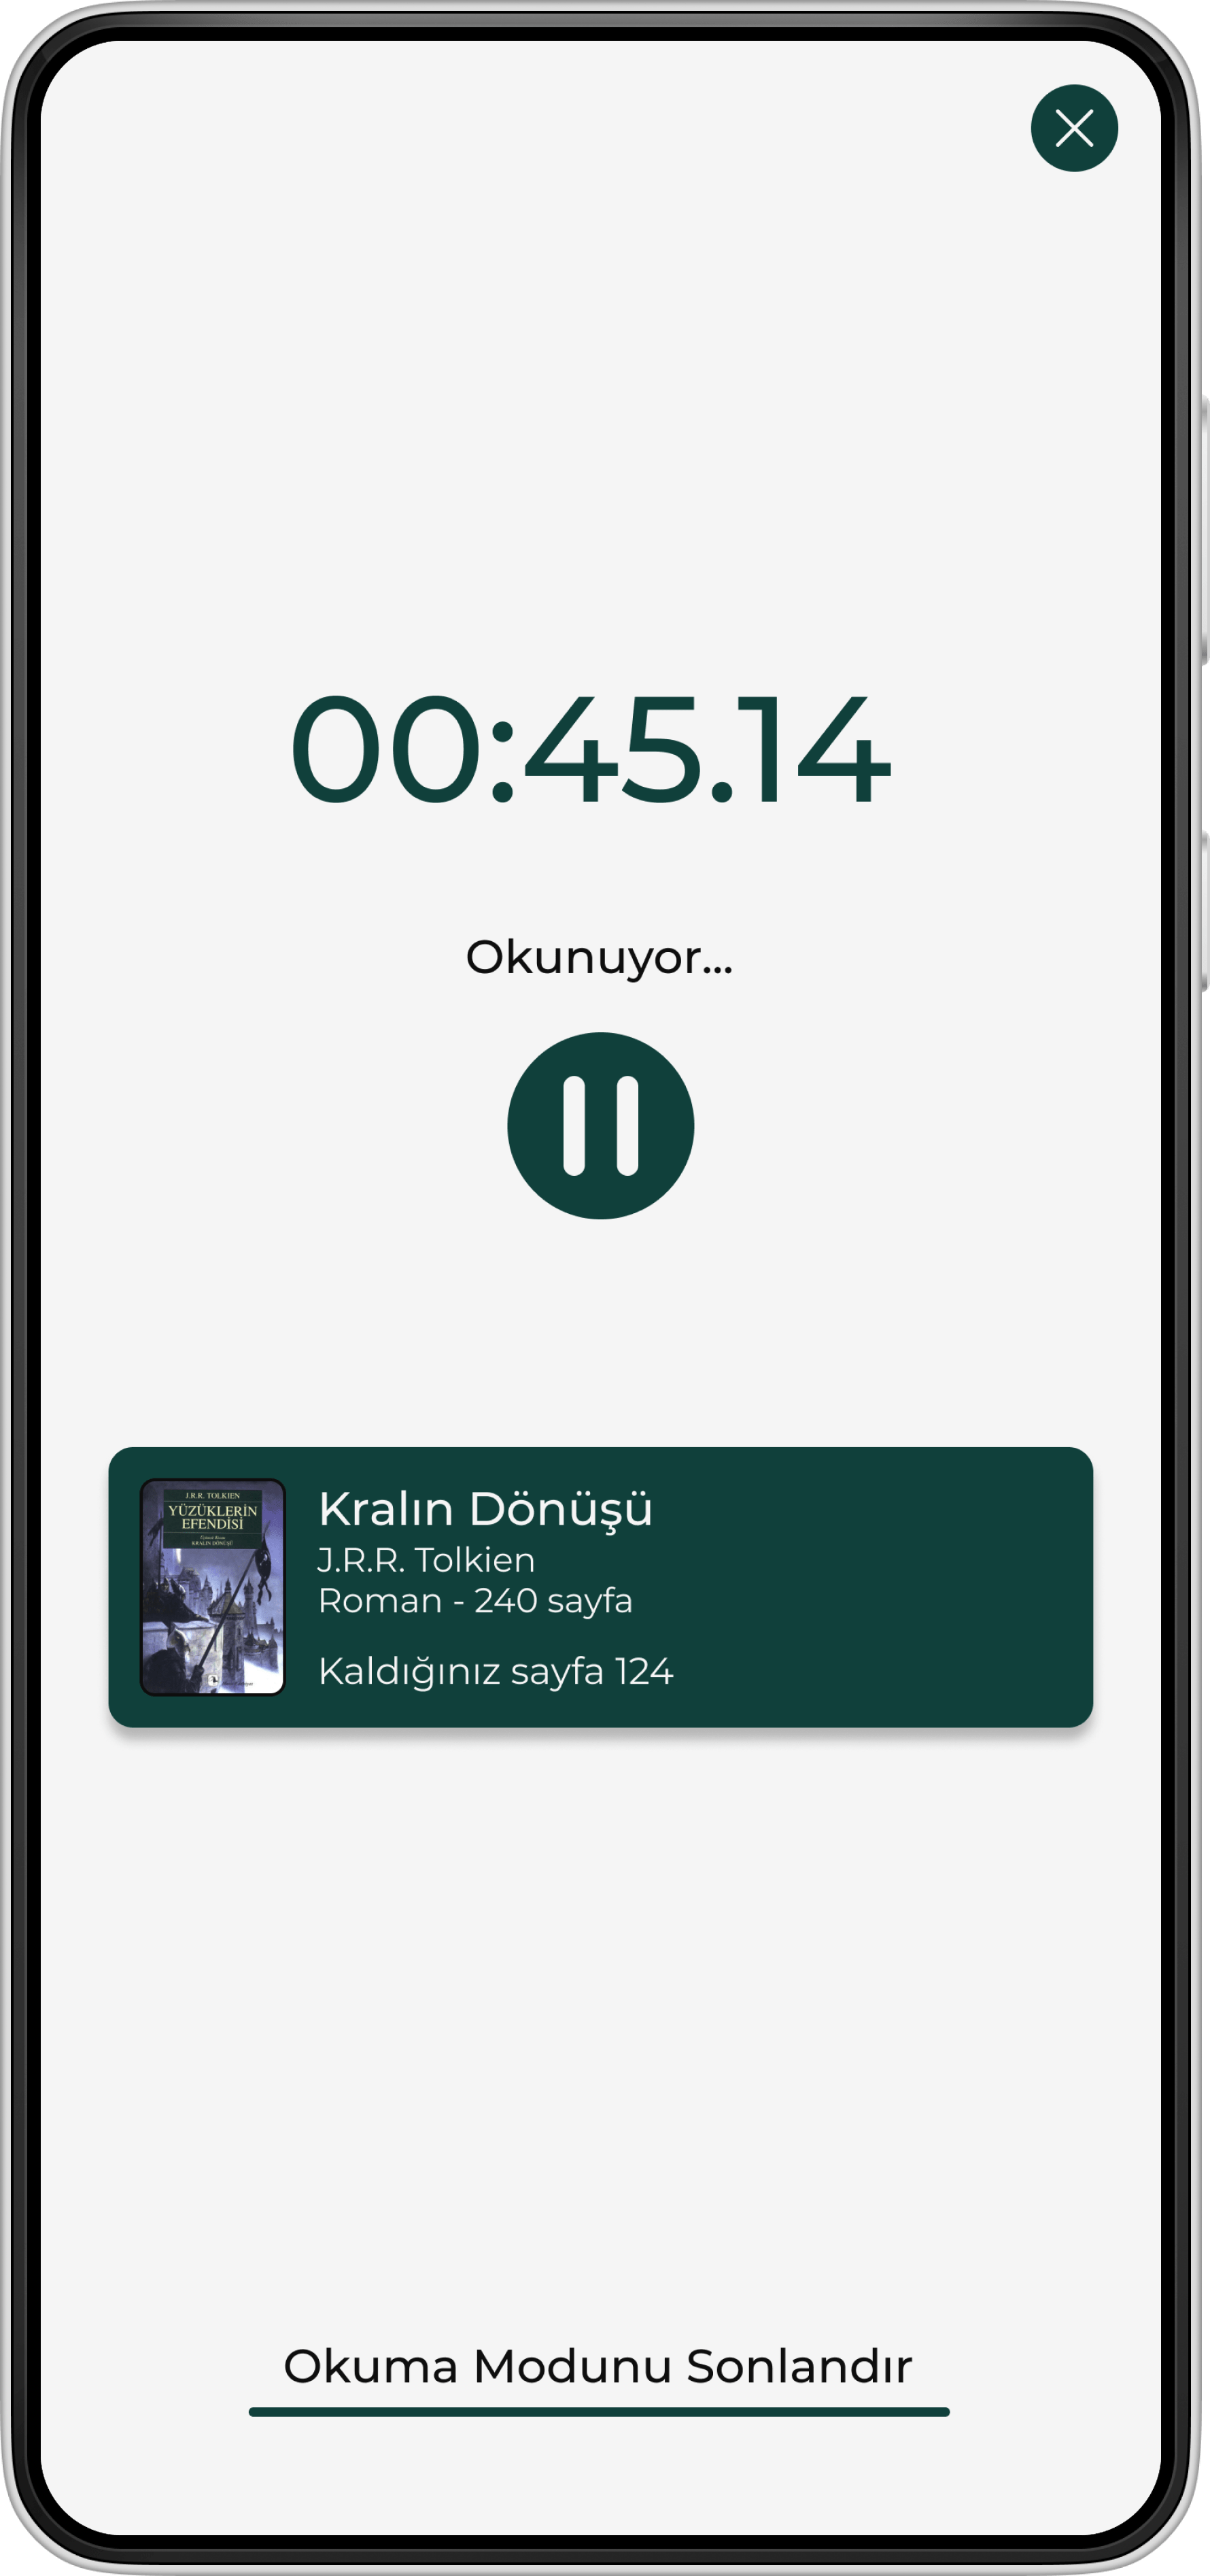 00:45.14
Okunuyor...
J.R.R. TOLKIEN
YÜZÜKLERİN
EFENDİSİ
KRALIN DÖNÜŞÜ
Kralın Dönüşü
J.R.R. Tolkien
Roman - 240 sayfa
Kaldığınız sayfa 124
Okuma Modunu Sonlandır